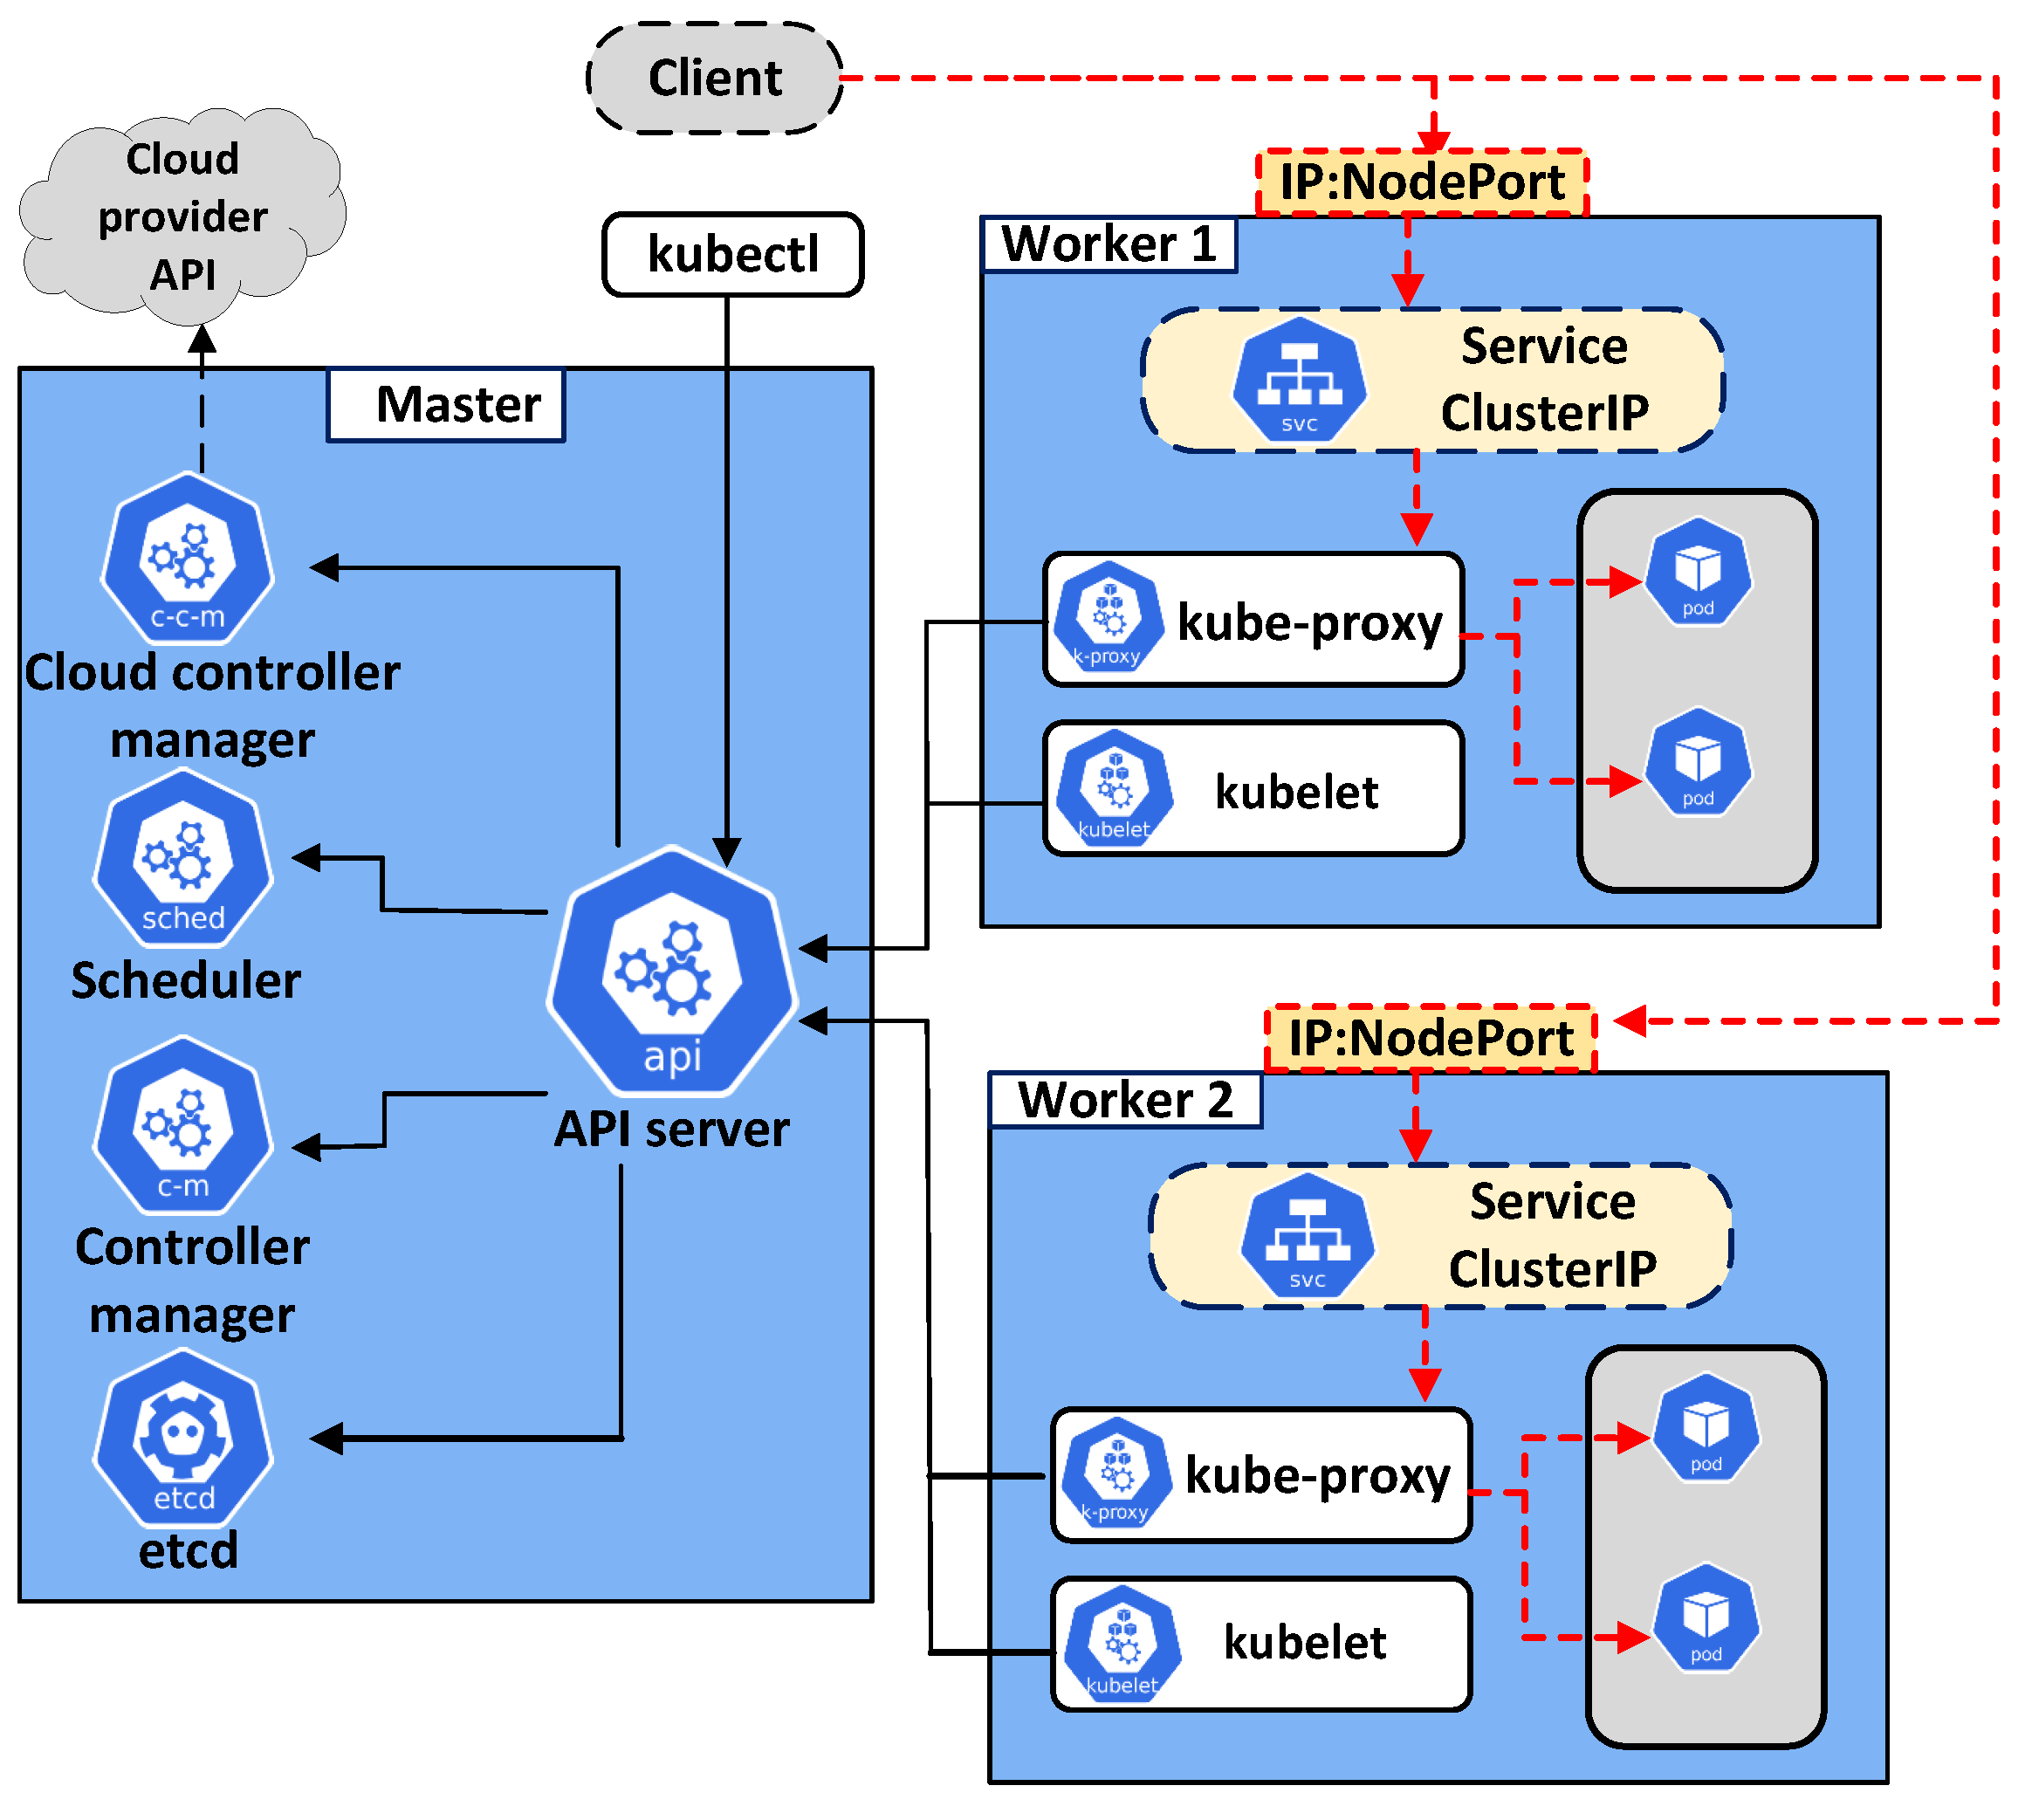 Client
Cloud
provider
API
kubectl
Master
c-c-m
Cloud controller
manager
sched
Scheduler
c-m
Controller
manager
etcd
etcd
api
API server
IP:NodePort
Worker 1
svc
Service
ClusterIP
k-proxy
kube-proxy
kubelet
kubelet
pod
pod
IP:NodePort
Worker 2
svc
Service
ClusterIP
k-proxy
kube-proxy
kubelet
kubelet
pod
pod